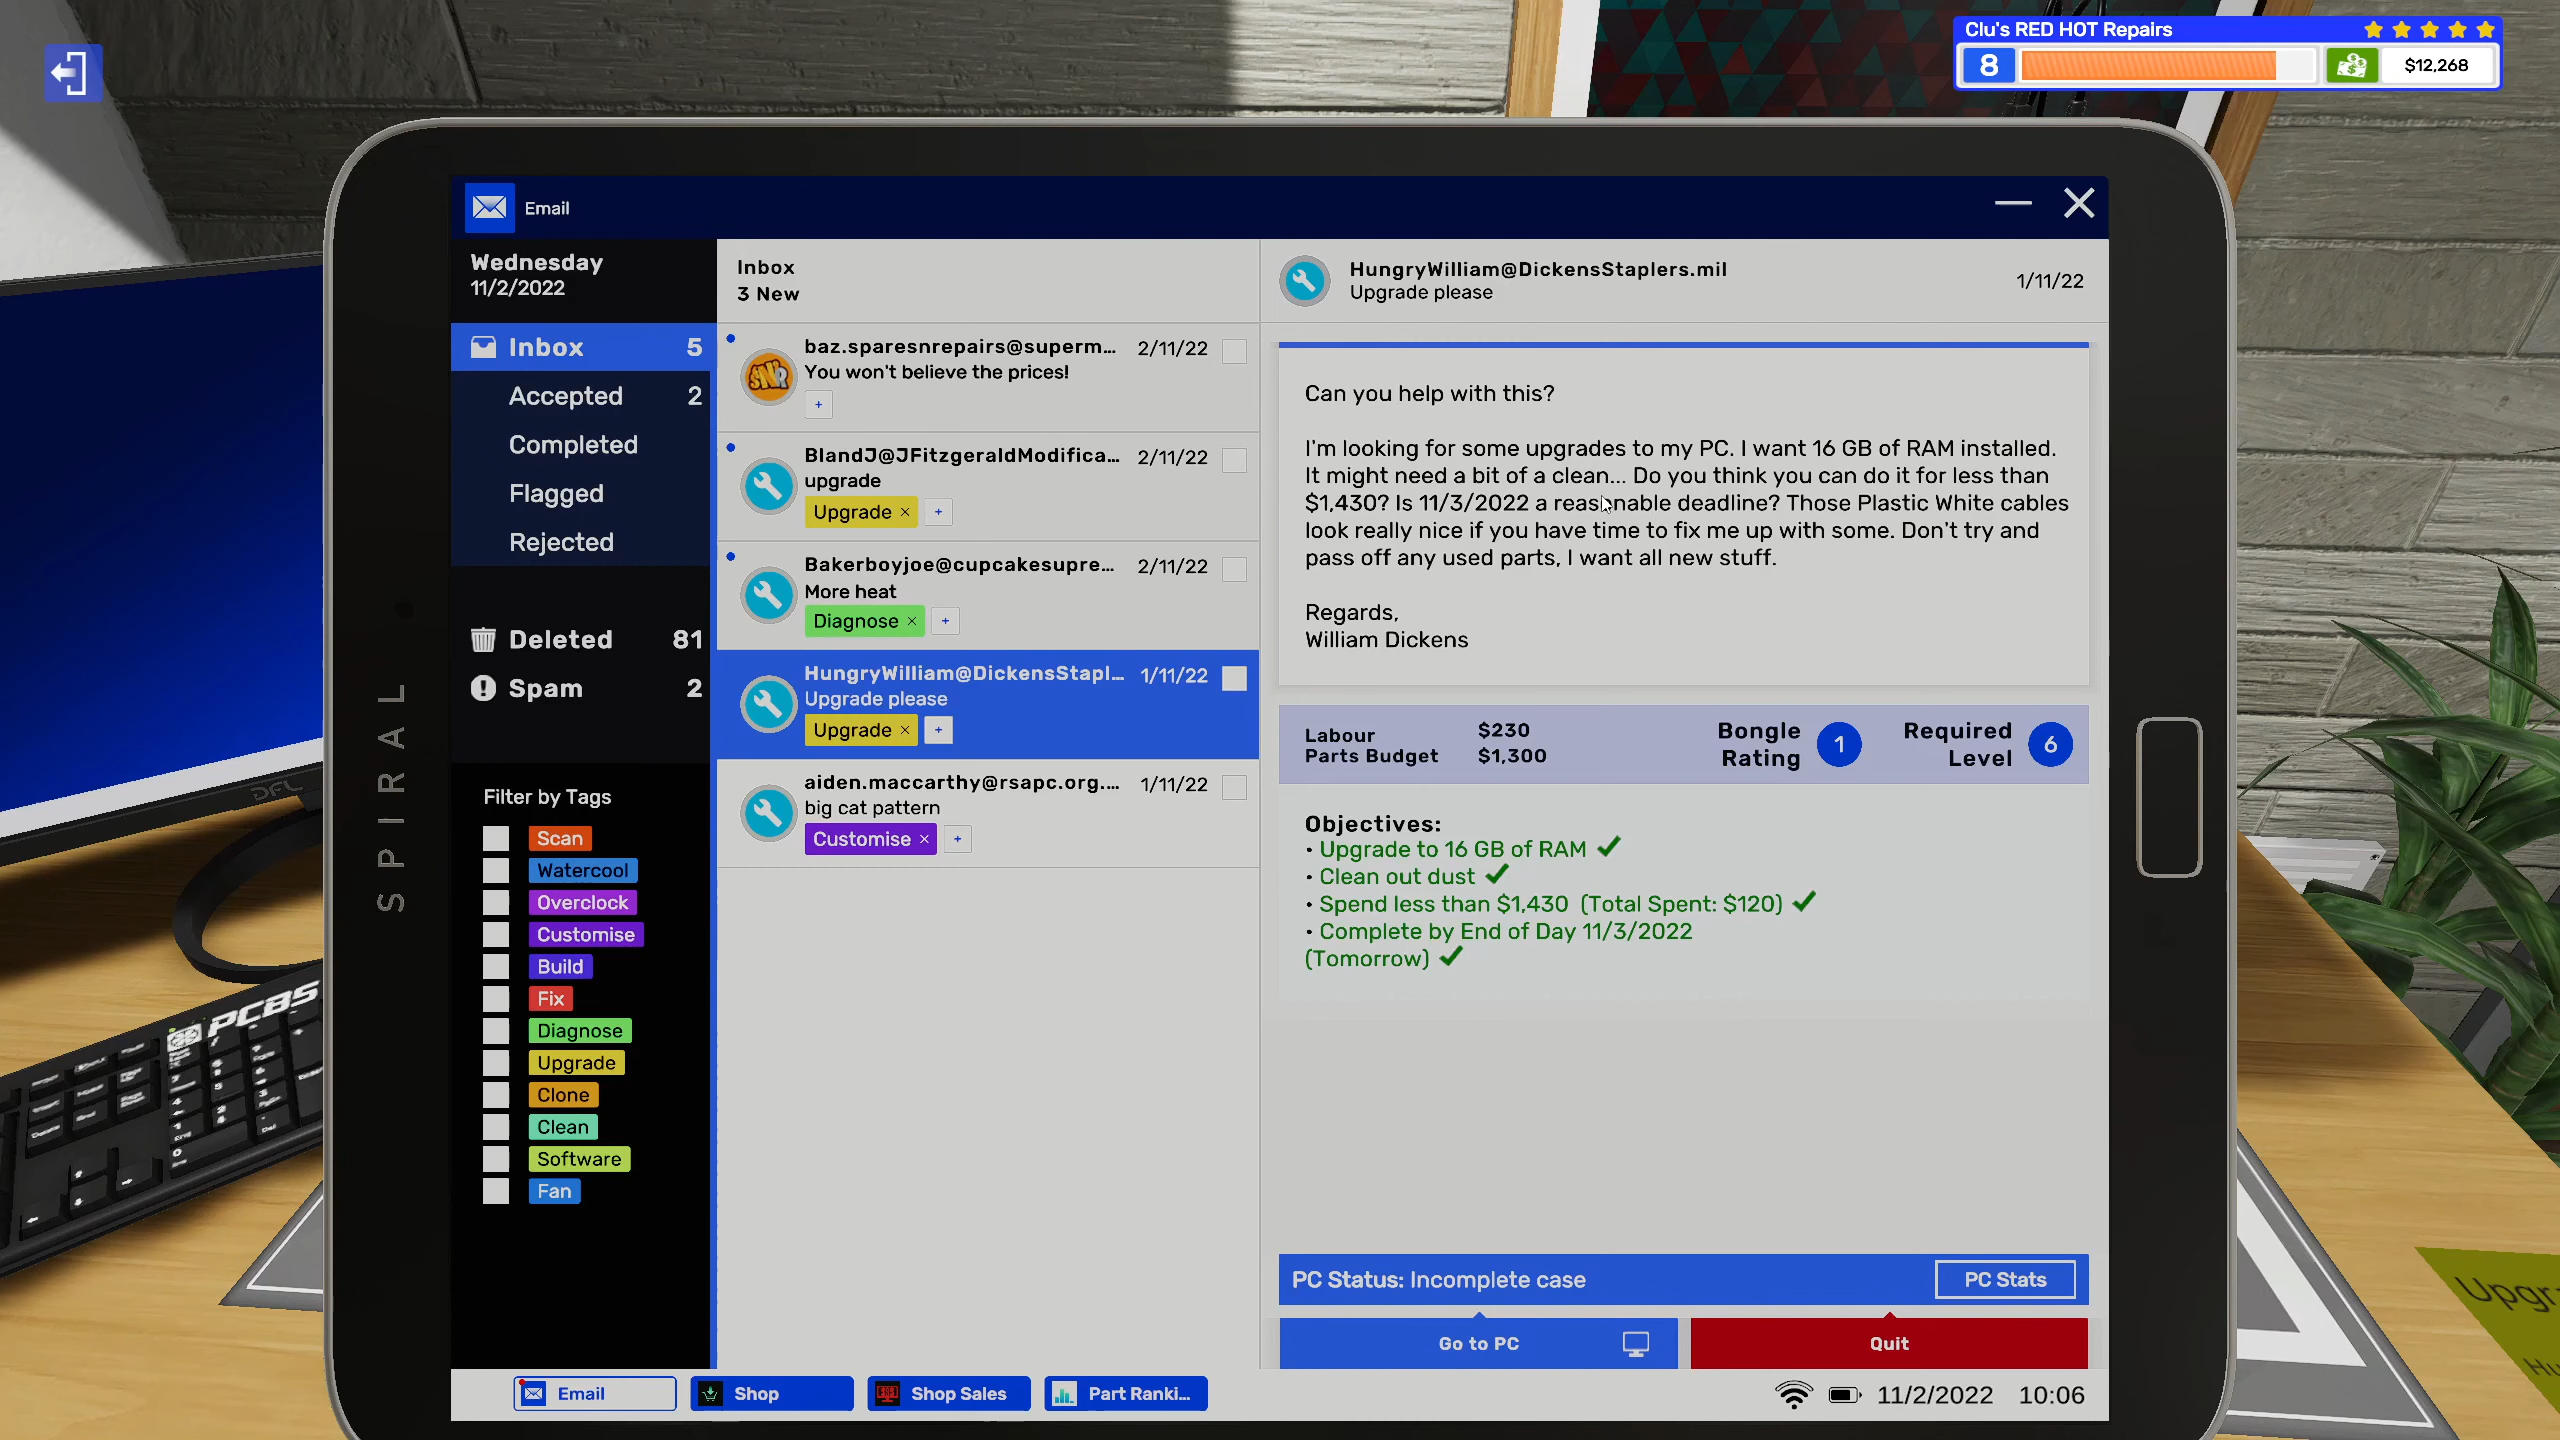 Clu's RED HOT Repairs
8
$12,268
Email
Wednesday
11/2/2022
Inbox 5
Accepted 2
Completed
Flagged
Rejected
Deleted 81
Spam 2
Filter by Tags
Scan
Watercool
Overclock
Customise
Build
Fix
Diagnose
Upgrade
Clone
Clean
Software
Fan
Inbox
3 New
baz.sparesnrepairs@superm... 2/11/22
You won't believe the prices!
+
BlandJ@JFitzgeraldModifica... 2/11/22
upgrade
Upgrade × +
Bakerboyjoe@cupcakesupre... 2/11/22
More heat
Diagnose × +
HungryWilliam@DickensStapl... 1/11/22
Upgrade please
Upgrade × +
aiden.maccarthy@rsapc.org.... 1/11/22
big cat pattern
Customise × +
HungryWilliam@DickensStaplers.mil
Upgrade please
1/11/22
Can you help with this?
I'm looking for some upgrades to my PC. I want 16 GB of RAM installed.
It might need a bit of a clean... Do you think you can do it for less than
$1,430? Is 11/3/2022 a reasonable deadline? Those Plastic White cables
look really nice if you have time to fix me up with some. Don't try and
pass off any used parts, I want all new stuff.
Regards,
William Dickens
Labour $230
Parts Budget $1,300
Bongle Rating 1
Required Level 6
Objectives:
• Upgrade to 16 GB of RAM ✓
• Clean out dust ✓
• Spend less than $1,430 (Total Spent: $120) ✓
• Complete by End of Day 11/3/2022
(Tomorrow) ✓
PC Status: Incomplete case
PC Stats
Go to PC
Quit
Email
Shop
Shop Sales
Part Ranki...
11/2/2022 10:06
SPIRAL
DFL
PCBS
SNR